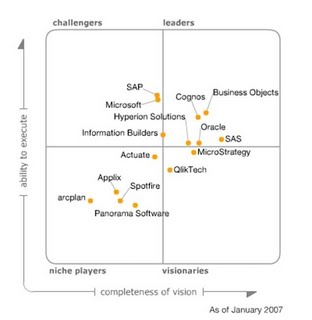 challengers
leaders
SAP
Cognos
Business Objects
Microsoft
Hyperion Solutions
Oracle
Information Builders
SAS
Actuate
MicroStrategy
QlikTech
Applix
Spotfire
arcplan
Panorama Software
niche players
visionaries
ability to execute
completeness of vision
As of January 2007